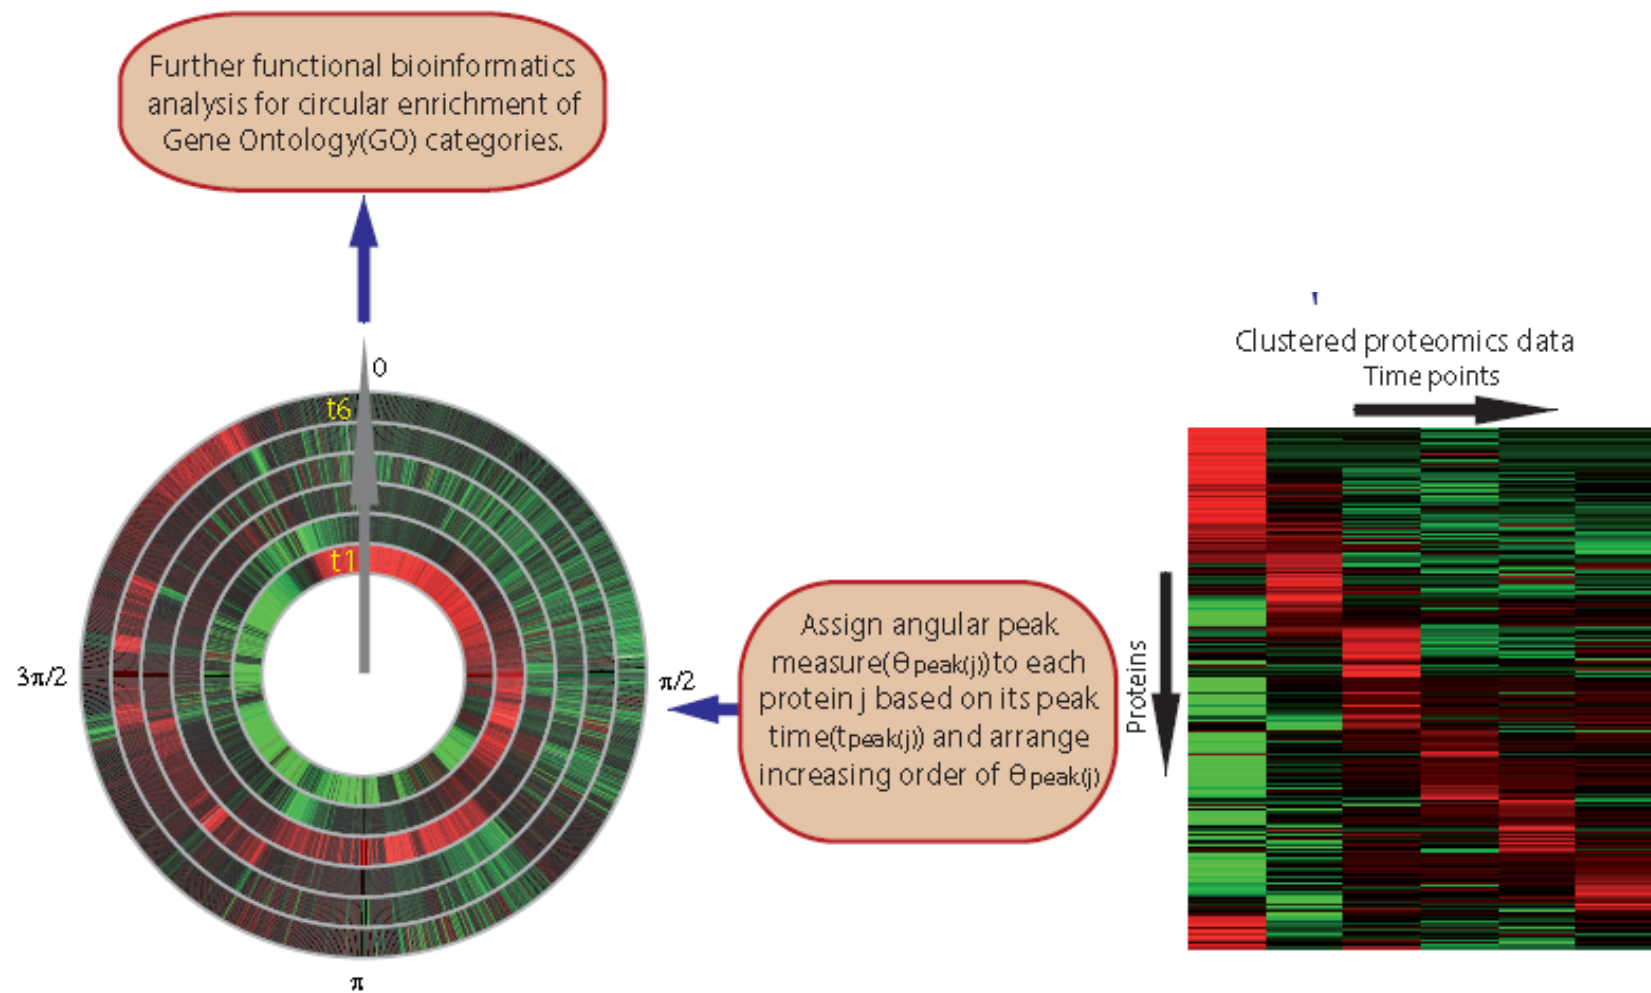 Further functional bioinformatics
analysis for circular enrichment of
Gene Ontology(GO) categories.
0
t6
t1
3π/2
π/2
π
Assign angular peak
measure(θpeak(j))to each
protein j based on its peak
time(tpeak(j)) and arrange
increasing order of θpeak(j)
Clustered proteomics data
Time points
Proteins